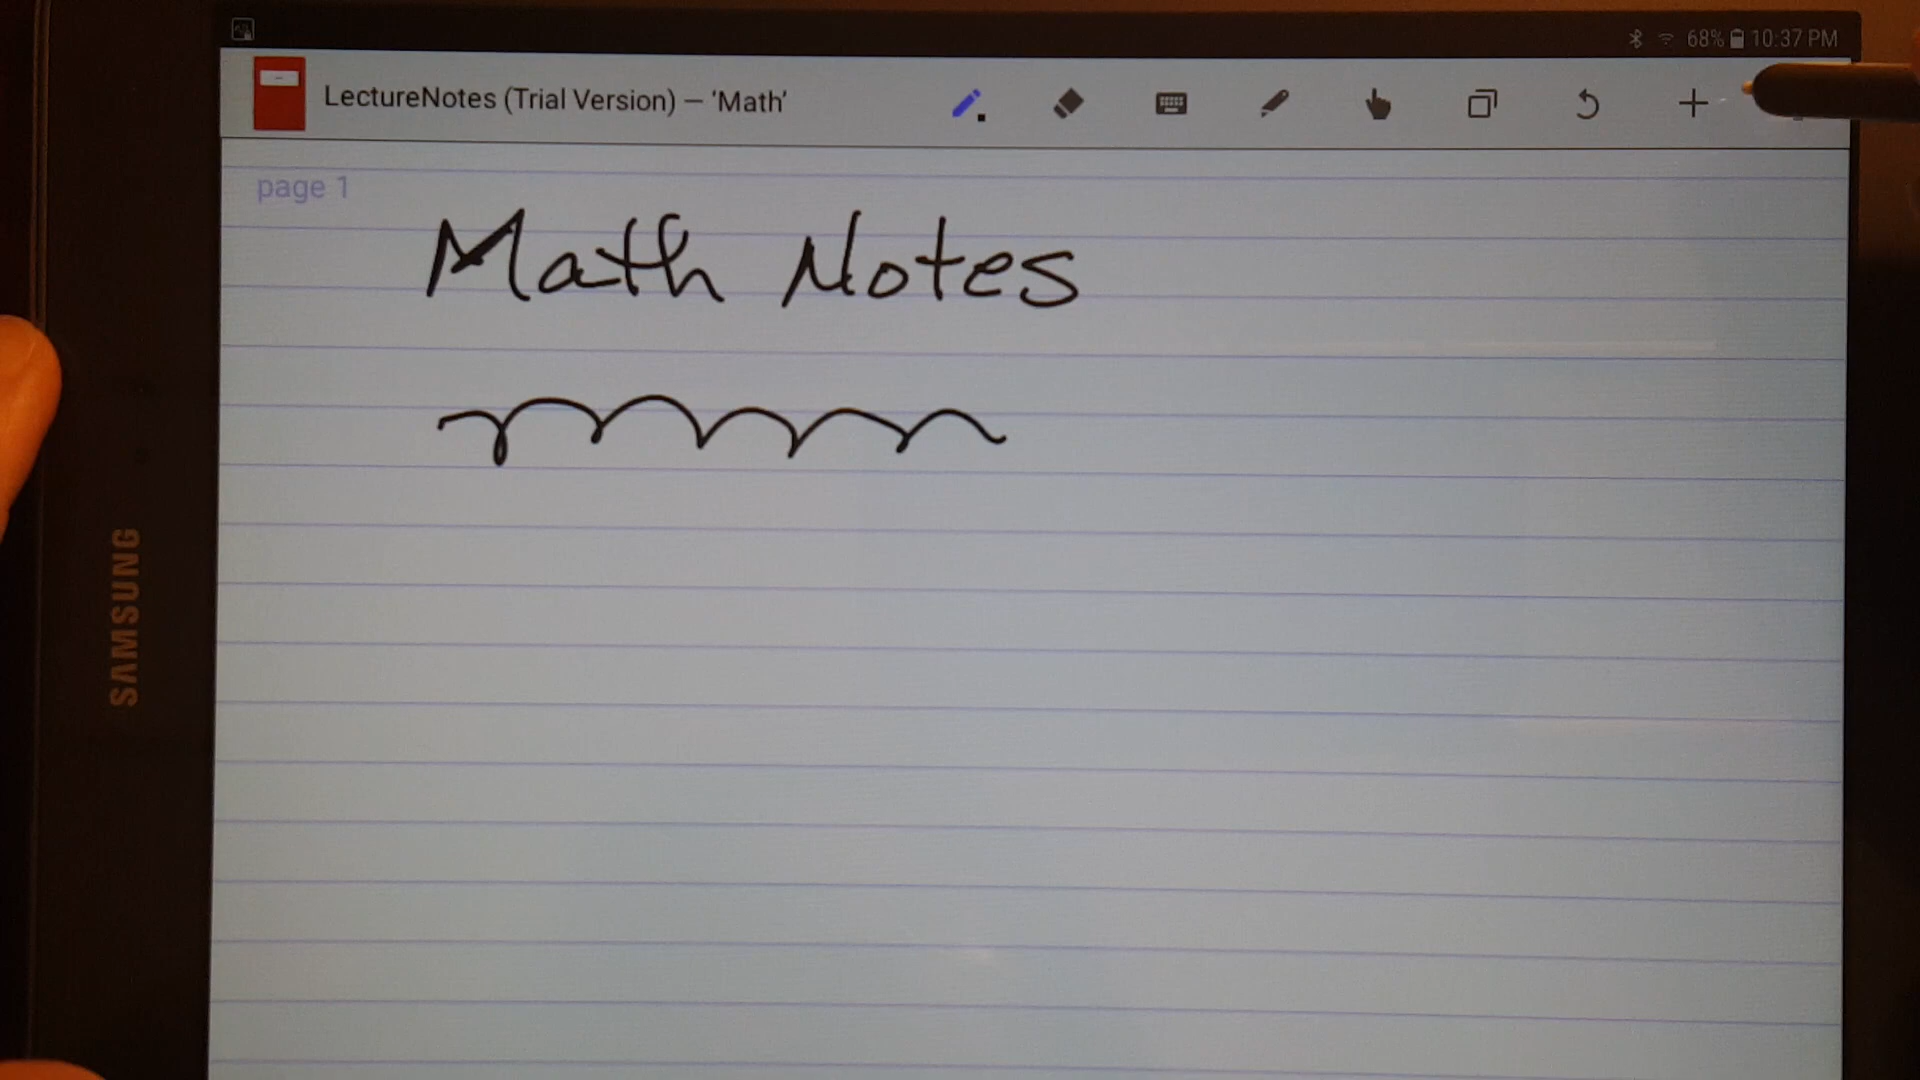 68% 10:37 PM
LectureNotes (Trial Version) — ‘Math’
page 1
Math Notes
SAMSUNG